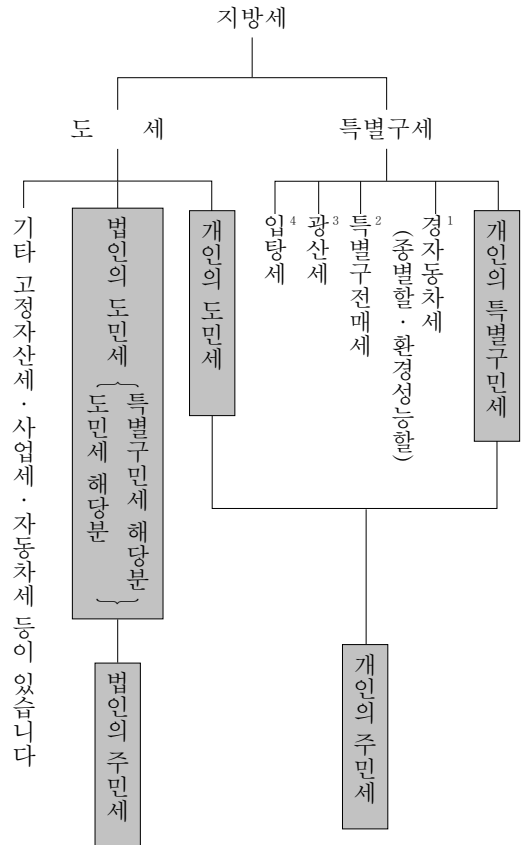 지방세
도 세
특별구세
기타 고정자산세·사업세·자동차세 등이 있습니다
법인의 도민세
특별구민세 해당분
도민세 해당분
개인의 도민세
입탕세4
광산세3
특별구전매세2
경자동차세1
(종별할·환경성능할)
개인의 특별구민세
법인의 주민세
개인의 주민세